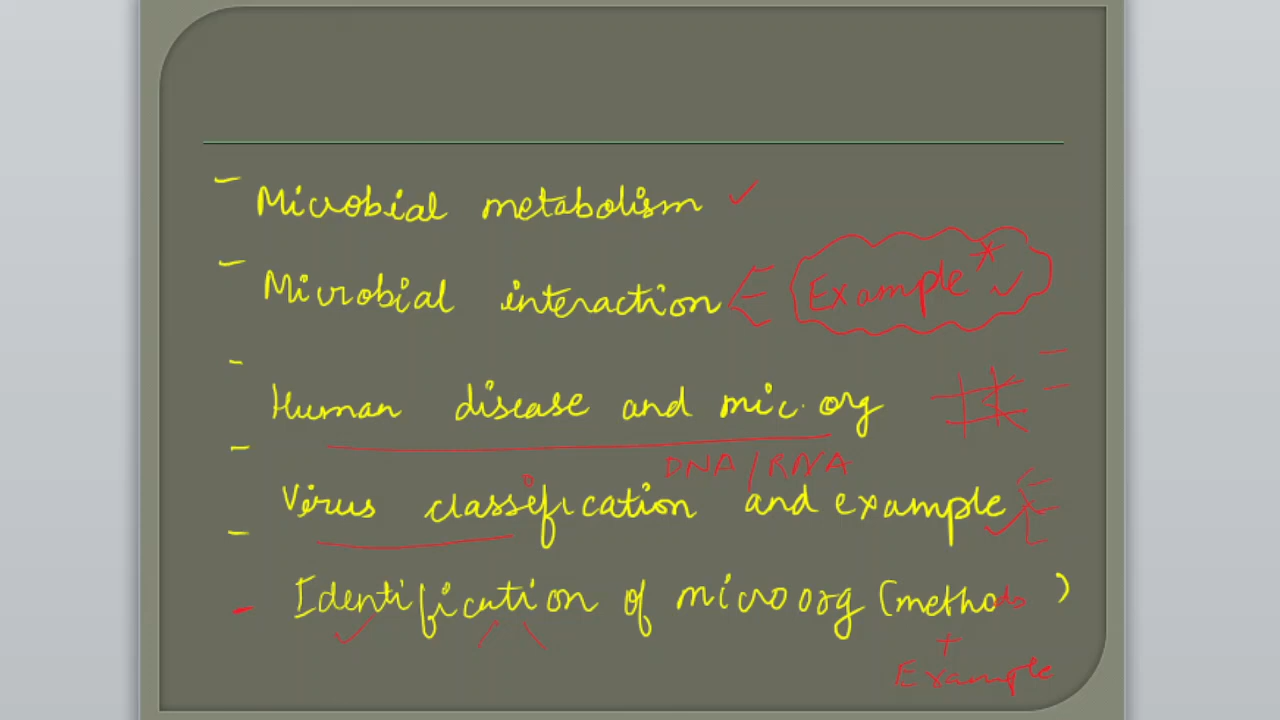 - Microbial metabolism
- Microbial interaction Example *
- Human disease and mic. org
DNA/RNA
- Virus classification and example
- Identification of microorg (methods)
+
Example